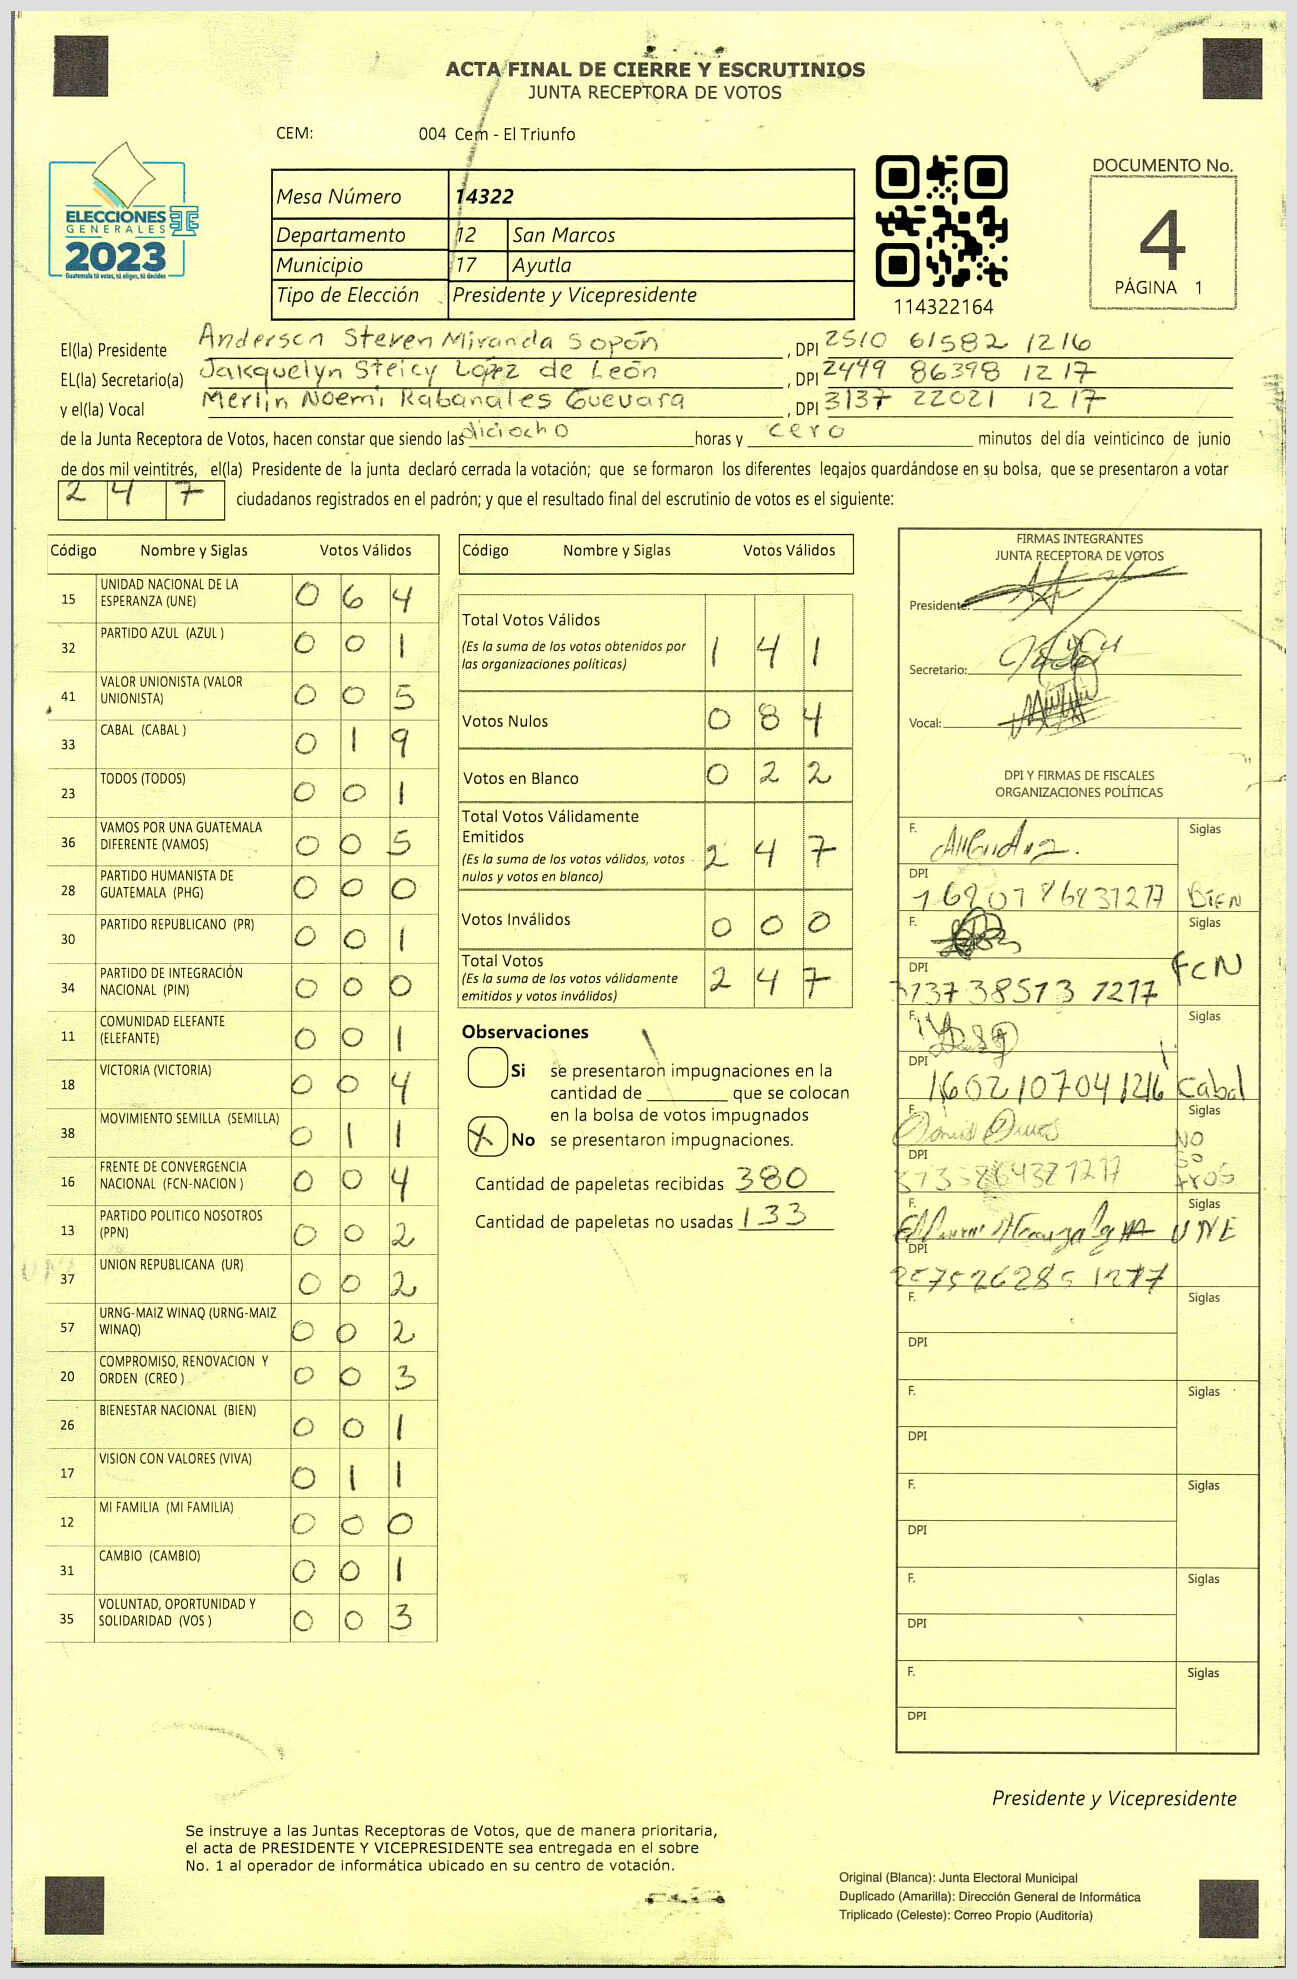 ACTA FINAL DE CIERRE Y ESCRUTINIOS
JUNTA RECEPTORA DE VOTOS
CEM: 004 Cem - El Triunfo
ELECCIONES
GENERALES
2023
Guatemala tú votas, tú eliges, tú decides
Mesa Número 14322
Departamento 12 San Marcos
Municipio 17 Ayutla
Tipo de Elección Presidente y Vicepresidente
114322164
DOCUMENTO No.
4
PÁGINA 1
El(la) Presidente Anderson Steven Miranda Sopón, DPI 2510 61582 1216
EL(la) Secretario(a) Jakquelyn Steicy López de León, DPI 2449 86398 1217
y el(la) Vocal Merlin Noemi Rabanales Guevara, DPI 3137 22021 1217
de la Junta Receptora de Votos, hacen constar que siendo las diciocho horas y cero minutos del día veinticinco de junio
de dos mil veintitrés, el(la) Presidente de la junta declaró cerrada la votación; que se formaron los diferentes legajos guardándose en su bolsa, que se presentaron a votar
247 ciudadanos registrados en el padrón; y que el resultado final del escrutinio de votos es el siguiente:
Código Nombre y Siglas Votos Válidos
15 UNIDAD NACIONAL DE LA ESPERANZA (UNE) 0 6 4
32 PARTIDO AZUL (AZUL ) 0 0 1
41 VALOR UNIONISTA (VALOR UNIONISTA) 0 0 5
33 CABAL (CABAL ) 0 1 9
23 TODOS (TODOS) 0 0 1
36 VAMOS POR UNA GUATEMALA DIFERENTE (VAMOS) 0 0 5
28 PARTIDO HUMANISTA DE GUATEMALA (PHG) 0 0 0
30 PARTIDO REPUBLICANO (PR) 0 0 1
34 PARTIDO DE INTEGRACIÓN NACIONAL (PIN) 0 0 0
11 COMUNIDAD ELEFANTE (ELEFANTE) 0 0 1
18 VICTORIA (VICTORIA) 0 0 4
38 MOVIMIENTO SEMILLA (SEMILLA) 0 1 1
16 FRENTE DE CONVERGENCIA NACIONAL (FCN-NACION ) 0 0 4
13 PARTIDO POLITICO NOSOTROS (PPN) 0 0 2
37 UNION REPUBLICANA (UR) 0 0 2
57 URNG-MAIZ WINAQ (URNG-MAIZ WINAQ) 0 0 2
20 COMPROMISO, RENOVACION Y ORDEN (CREO ) 0 0 3
26 BIENESTAR NACIONAL (BIEN) 0 0 1
17 VISION CON VALORES (VIVA) 0 1 1
12 MI FAMILIA (MI FAMILIA) 0 0 0
31 CAMBIO (CAMBIO) 0 0 1
35 VOLUNTAD, OPORTUNIDAD Y SOLIDARIDAD (VOS ) 0 0 3
Código Nombre y Siglas Votos Válidos
Total Votos Válidos 1 4 1
(Es la suma de los votos obtenidos por
las organizaciones políticas)
Votos Nulos 0 8 4
Votos en Blanco 0 2 2
Total Votos Válidamente
Emitidos 2 4 7
(Es la suma de los votos válidos, votos
nulos y votos en blanco)
Votos Inválidos 0 0 0
Total Votos 2 4 7
(Es la suma de los votos válidamente
emitidos y votos inválidos)
Observaciones
Si se presentaron impugnaciones en la
cantidad de ________ que se colocan
en la bolsa de votos impugnados
X No se presentaron impugnaciones.
Cantidad de papeletas recibidas 380
Cantidad de papeletas no usadas 133
FIRMAS INTEGRANTES
JUNTA RECEPTORA DE VOTOS
Presidente:
Secretario:
Vocal:
DPI Y FIRMAS DE FISCALES
ORGANIZACIONES POLÍTICAS
F. Siglas
DPI BIEN
F. Siglas
DPI FCN
3137 38513 1217
F. Siglas
DPI
1602107041216 Cabal
F. Siglas
DPI NO SO tros
F. Siglas
UNE
DPI
F. Siglas
DPI
F. Siglas
DPI
F. Siglas
DPI
F. Siglas
DPI
F. Siglas
DPI
Presidente y Vicepresidente
Se instruye a las Juntas Receptoras de Votos, que de manera prioritaria,
el acta de PRESIDENTE Y VICEPRESIDENTE sea entregada en el sobre
No. 1 al operador de informática ubicado en su centro de votación.
Original (Blanca): Junta Electoral Municipal
Duplicado (Amarilla): Dirección General de Informática
Triplicado (Celeste): Correo Propio (Auditoría)